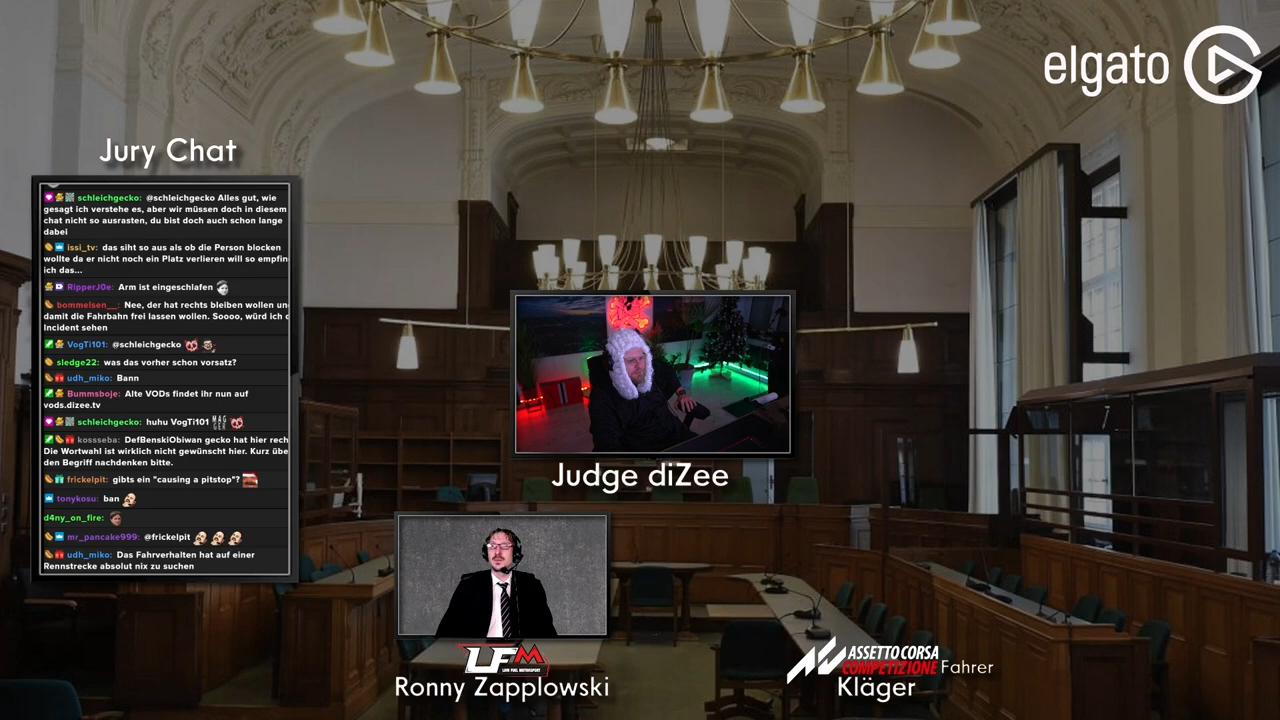 elgato
Jury Chat
schleichgecko: @schleichgecko Alles gut, wie
gesagt ich verstehe es, aber wir müssen doch in diesem
chat nicht so ausrasten, du bist doch auch schon lange
dabei
issi_tv: das siht so aus als ob die Person blocken
wollte da er nicht noch ein Platz verlieren will so empfin
ich das...
RipperJ0e: Arm ist eingeschlafen
bommelsen__: Nee, der hat rechts bleiben wollen und
damit die Fahrbahn frei lassen wollen. Soooo, würd ich d
Incident sehen
VogTi101: @schleichgecko
sledge22: was das vorher schon vorsatz?
udh_miko: Bann
Bummsboje: Alte VODs findet ihr nun auf
vods.dizee.tv
schleichgecko: huhu VogTi101
kossseba: DefBenskiObiwan gecko hat hier rech
Die Wortwahl ist wirklich nicht gewünscht hier. Kurz übe
den Begriff nachdenken bitte.
frickelpit: gibts ein "causing a pitstop"?
tonykosu: ban
d4ny_on_fire:
mr_pancake999: @frickelpit
udh_miko: Das Fahrverhalten hat auf einer
Rennstrecke absolut nix zu suchen
Judge diZee
LFM
LOW FUEL MOTORSPORT
Ronny Zapplowski
ASSETTO CORSA
COMPETIZIONE Fahrer
Kläger